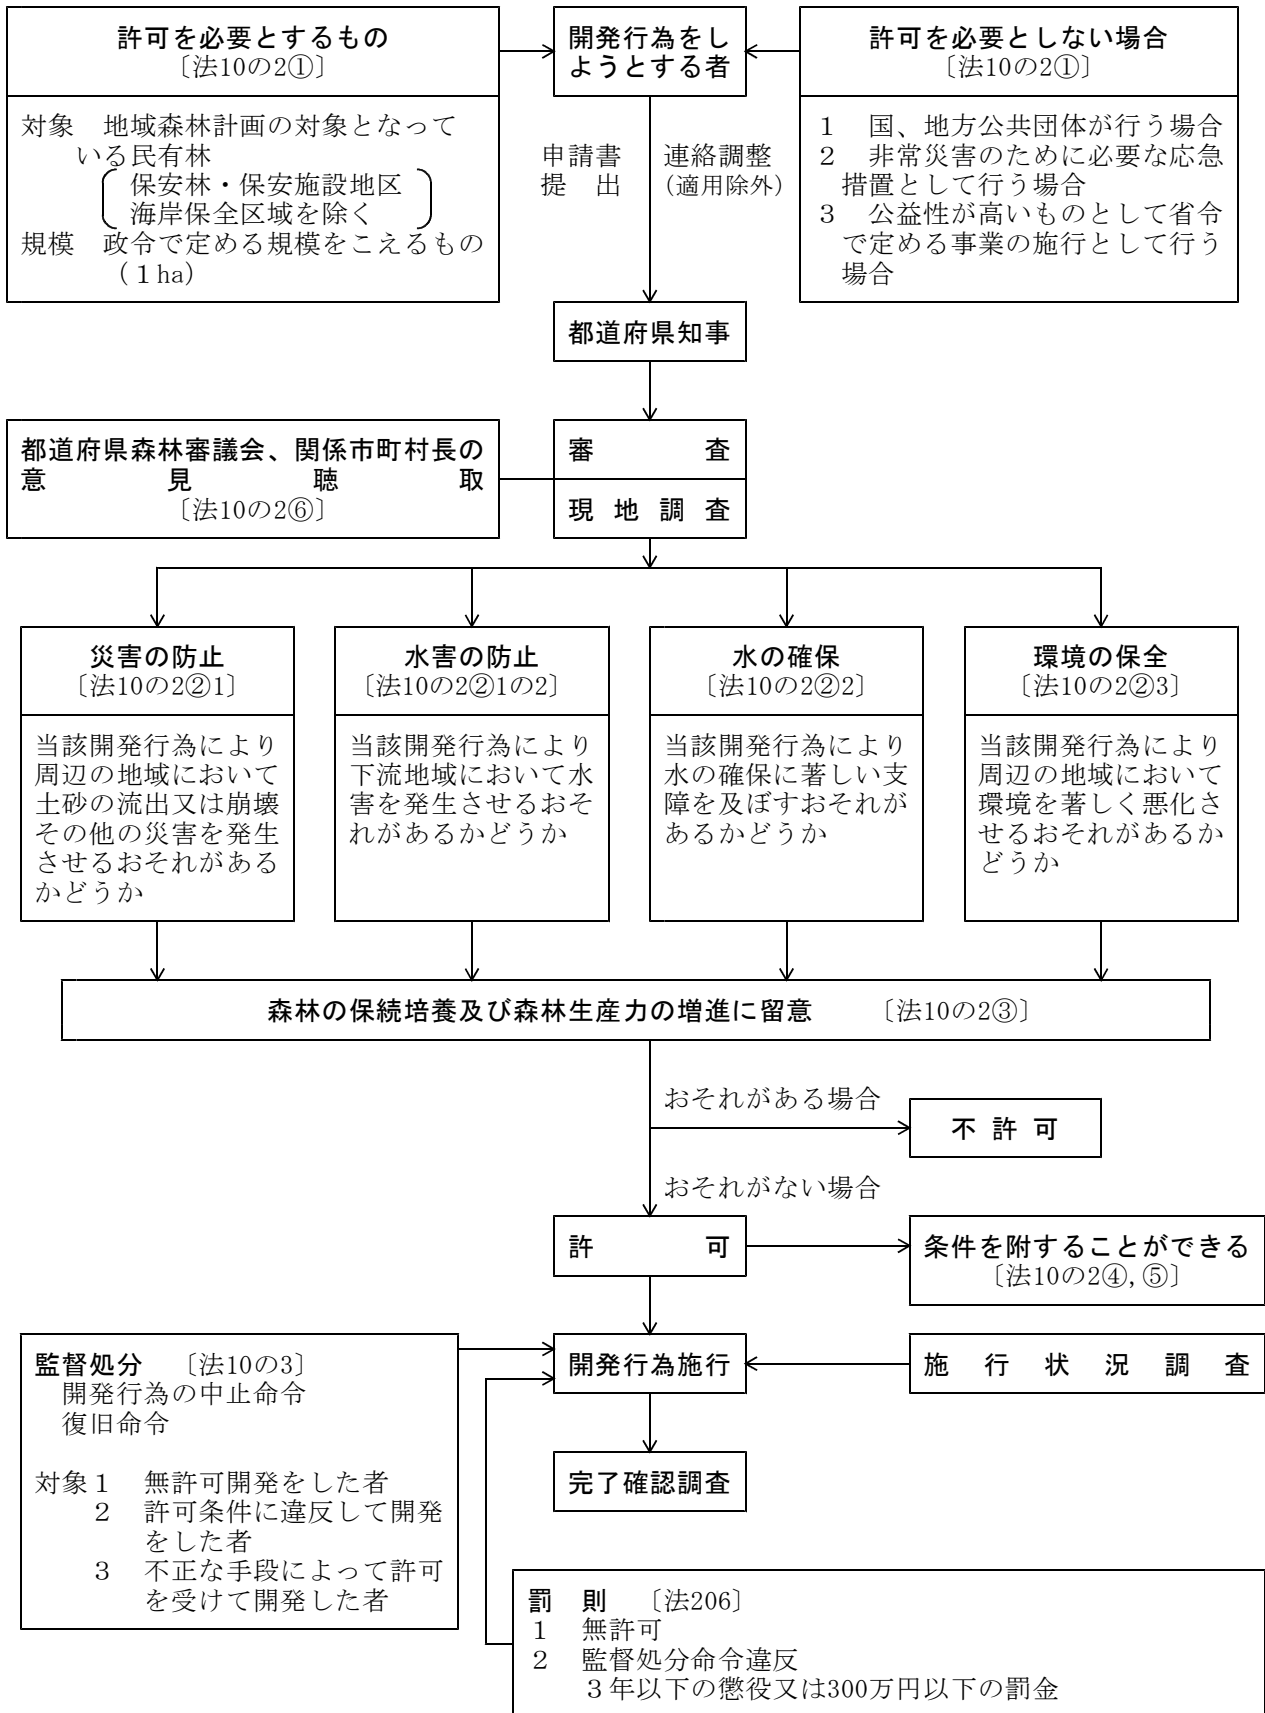 許可を必要とするもの
〔法10の2①〕
対象　地域森林計画の対象となって
いる民有林
保安林・保安施設地区
海岸保全区域を除く
規模　政令で定める規模をこえるもの
（１ha）
開発行為をし
ようとする者
許可を必要としない場合
〔法10の2①〕
１　国、地方公共団体が行う場合
２　非常災害のために必要な応急
措置として行う場合
３　公益性が高いものとして省令
で定める事業の施行として行う
場合
申請書
提　出
連絡調整
（適用除外）
都道府県知事
都道府県森林審議会、関係市町村長の
意　見　聴　取
〔法10の2⑥〕
審　査
現地調査
災害の防止
〔法10の2②1〕
当該開発行為により
周辺の地域において
土砂の流出又は崩壊
その他の災害を発生
させるおそれがある
かどうか
水害の防止
〔法10の2②1の2〕
当該開発行為により
下流地域において水
害を発生させるおそ
れがあるかどうか
水の確保
〔法10の2②2〕
当該開発行為により
水の確保に著しい支
障を及ぼすおそれが
あるかどうか
環境の保全
〔法10の2②3〕
当該開発行為により
周辺の地域において
環境を著しく悪化さ
せるおそれがあるか
どうか
森林の保続培養及び森林生産力の増進に留意　〔法10の2③〕
おそれがある場合
不許可
おそれがない場合
許　可
条件を附することができる
〔法10の2④,⑤〕
監督処分　〔法10の3〕
開発行為の中止命令
復旧命令
対象１　無許可開発をした者
２　許可条件に違反して開発
をした者
３　不正な手段によって許可
を受けて開発した者
開発行為施行
施行状況調査
完了確認調査
罰　則　〔法206〕
１　無許可
２　監督処分命令違反
３年以下の懲役又は300万円以下の罰金